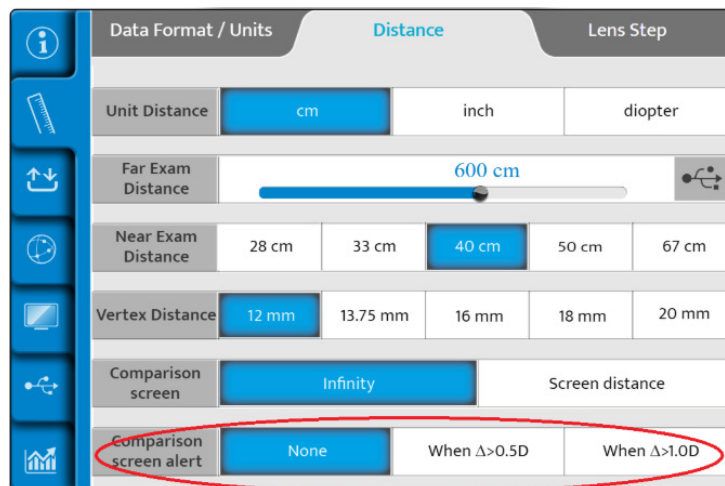 Data Format / Units
Distance
Lens Step
Unit Distance
cm
inch
diopter
Far Exam
Distance
600 cm
Near Exam
Distance
28 cm
33 cm
40 cm
50 cm
67 cm
Vertex Distance
12 mm
13.75 mm
16 mm
18 mm
20 mm
Comparison
screen
Infinity
Screen distance
Comparison
screen alert
None
When Δ>0.5D
When Δ>1.0D